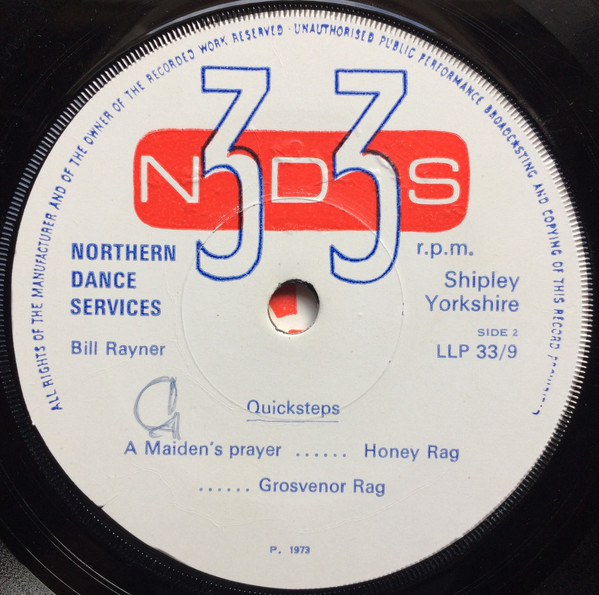 ALL RIGHTS OF THE MANUFACTURER AND OF THE OWNER OF THE RECORDED WORK RESERVED · UNAUTHORISED PUBLIC PERFORMANCE BROADCASTING AND COPYING OF THIS RECORD PROHIBITED
33
NDS
NORTHERN
DANCE
SERVICES
Bill Rayner
r.p.m.
Shipley
Yorkshire
SIDE 2
LLP 33/9
Quicksteps
A Maiden's prayer ...... Honey Rag
...... Grosvenor Rag
P. 1973